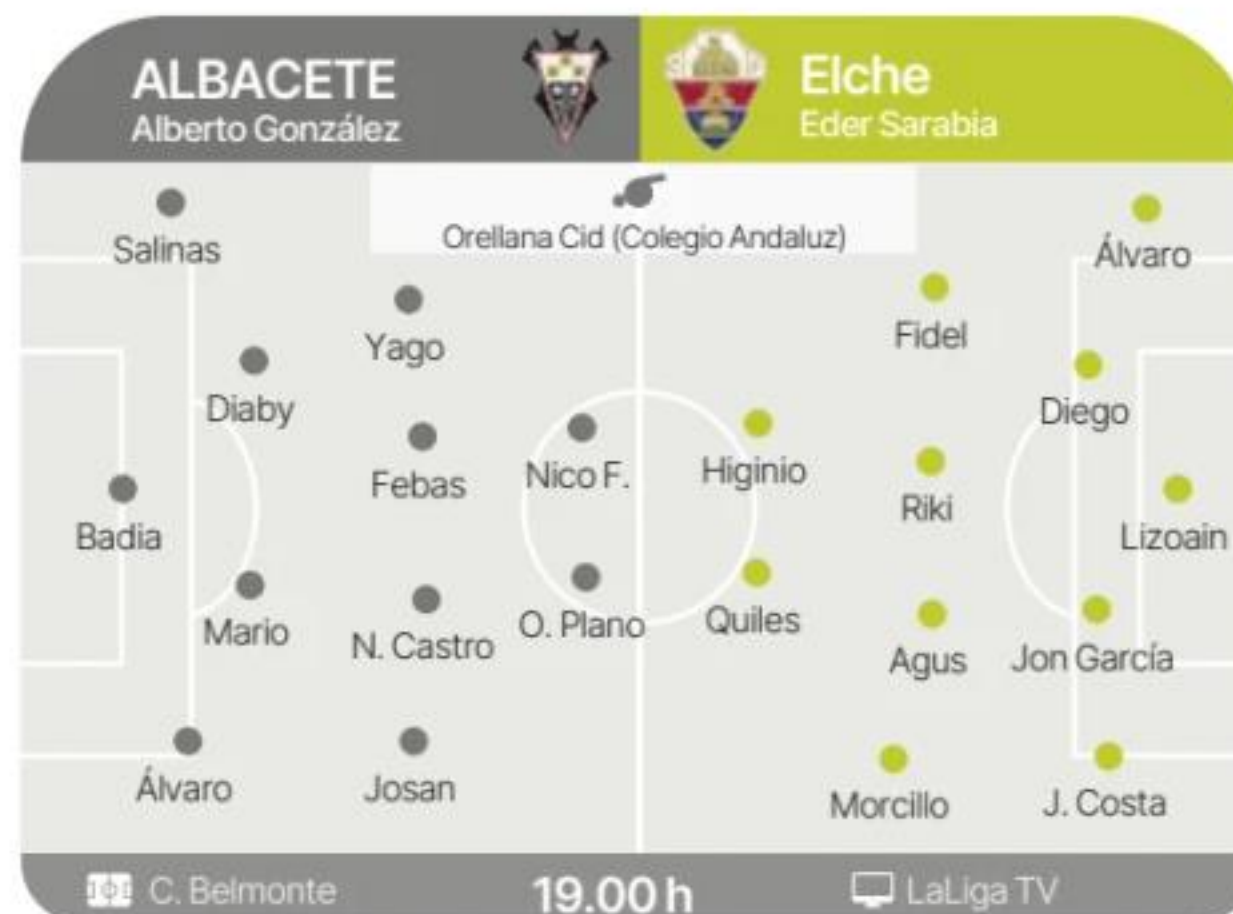 ALBACETE
Alberto González
Elche
Eder Sarabia
Orellana Cid (Colegio Andaluz)
Salinas
Álvaro
Yago
Fidel
Diaby
Diego
Febas
Nico F.
Higinio
Riki
Badia
Lizoain
Mario
N. Castro
O. Plano
Quiles
Agus
Jon García
Álvaro
Josan
Morcillo
J. Costa
C. Belmonte
19.00 h
LaLiga TV